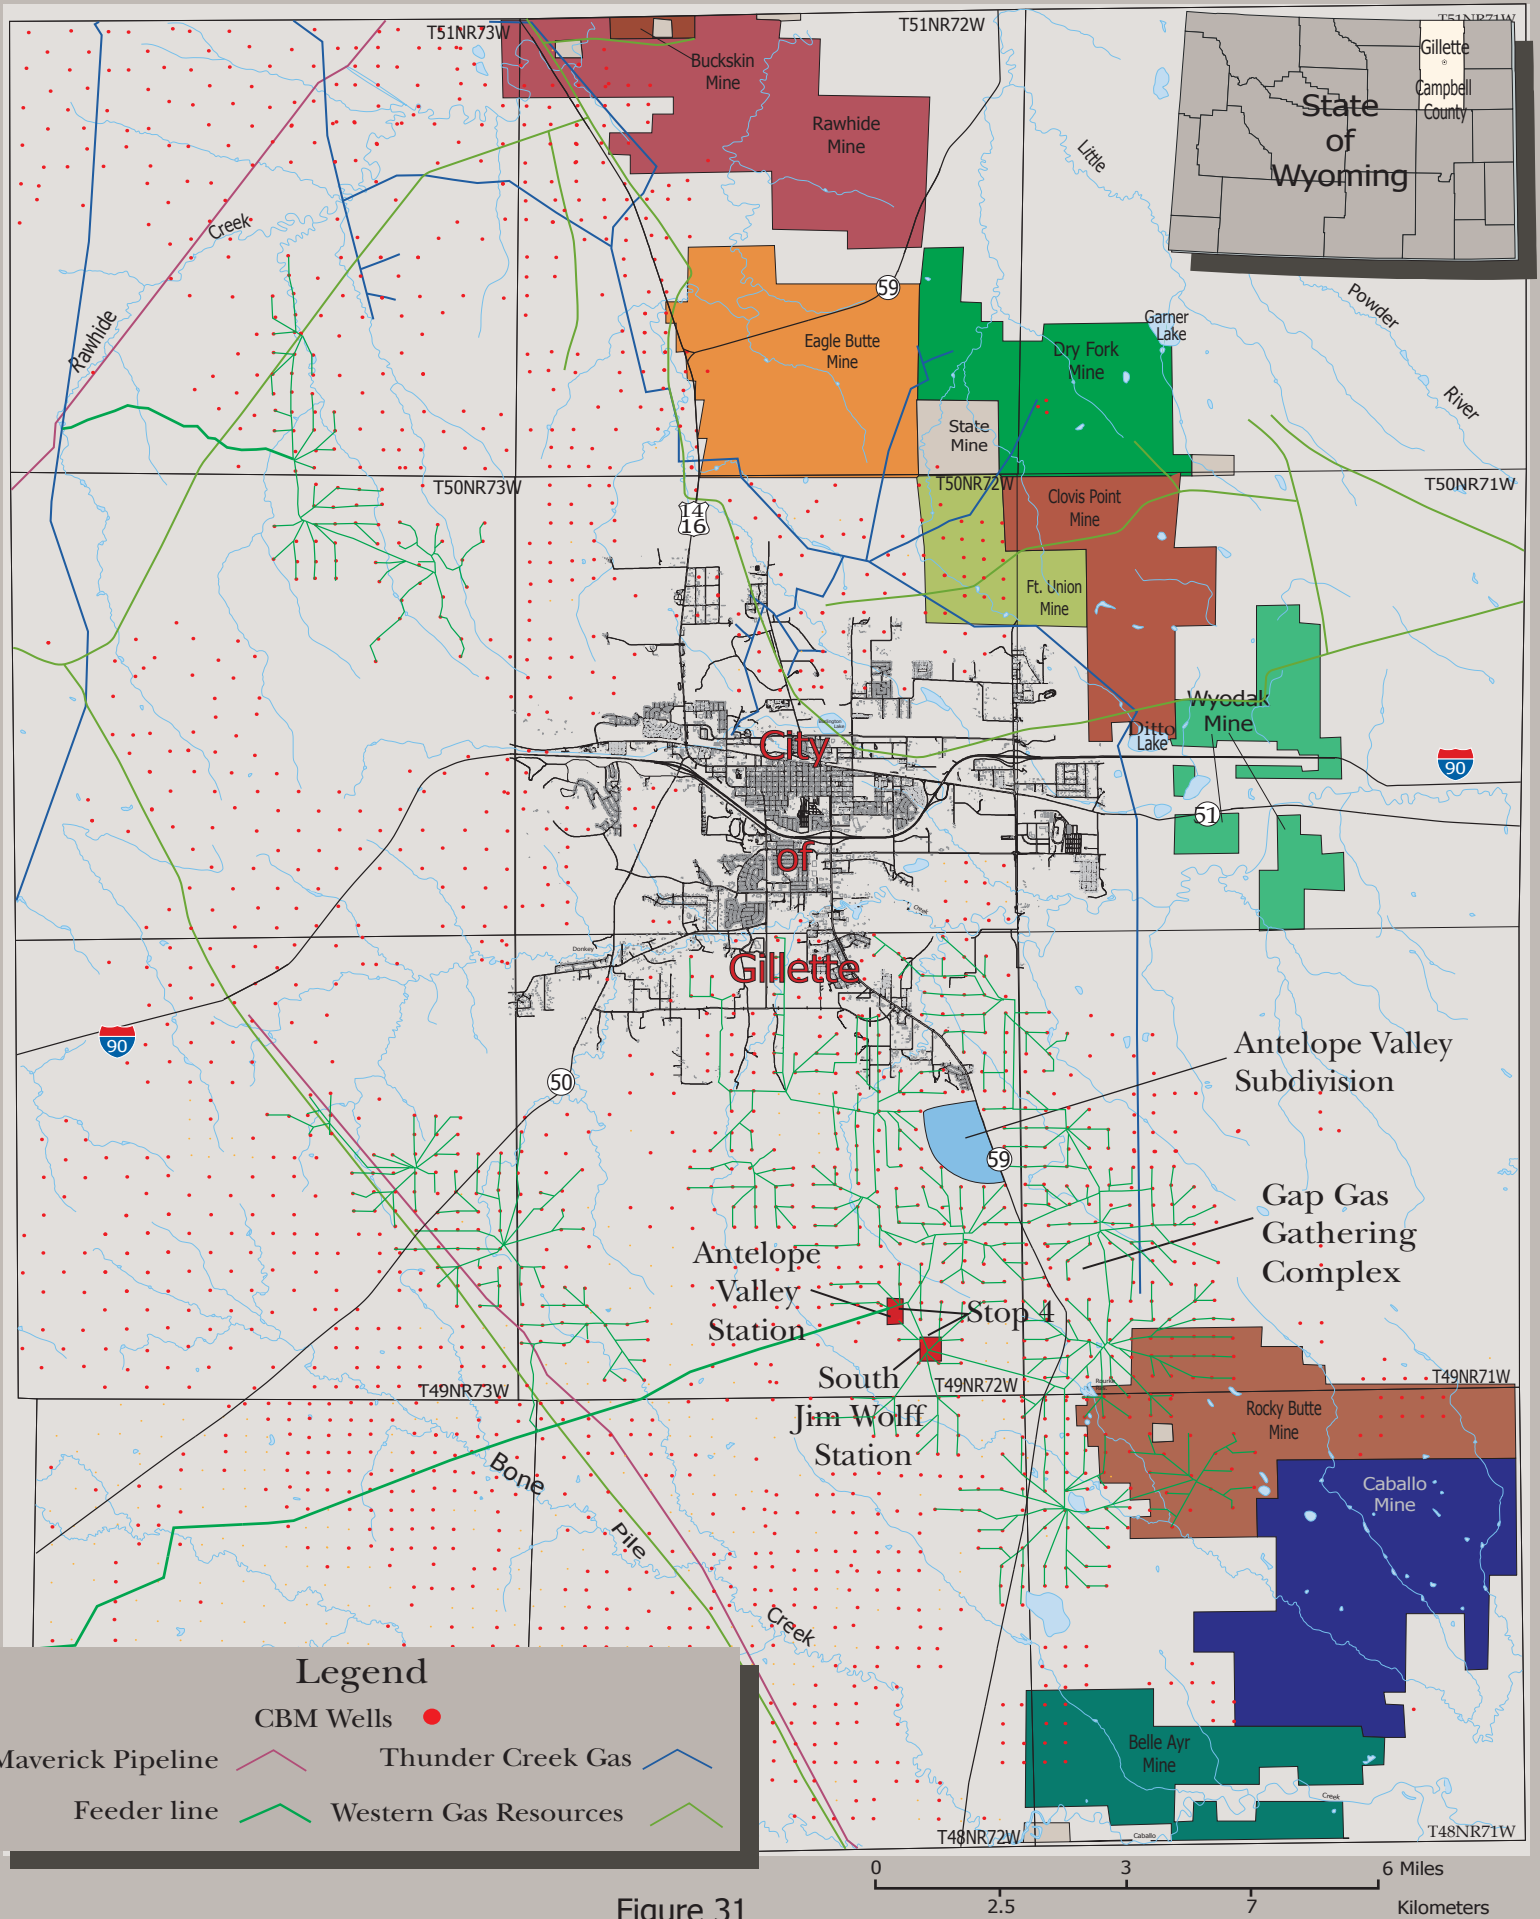 T51NR73W
T51NR72W
T51NR71W
Buckskin
Mine
Rawhide
Mine
Little
Gillette
Campbell
County
State
of
Wyoming
Creek
Rawhide
59
Powder
River
Garner
Lake
Eagle Butte
Mine
Dry Fork
Mine
State
Mine
T50NR73W
T50NR72W
T50NR71W
14
16
Clovis Point
Mine
Ft. Union
Mine
Wyodak
Mine
Ditto
Lake
City
90
51
of
Creek
Donkey
Gillette
90
50
Antelope Valley
Subdivision
59
Gap Gas
Gathering
Complex
Antelope
Valley
Station
Stop 4
South
Jim Wolff
Station
T49NR73W
T49NR72W
T49NR71W
Rocky Butte
Mine
Caballo
Mine
Bone
Pile
Creek
Belle Ayr
Mine
Creek
Caballo
T48NR72W
T48NR71W
Legend
CBM Wells
Maverick Pipeline
Thunder Creek Gas
Feeder line
Western Gas Resources
0
3
6 Miles
2.5
7
Kilometers
Figure 31